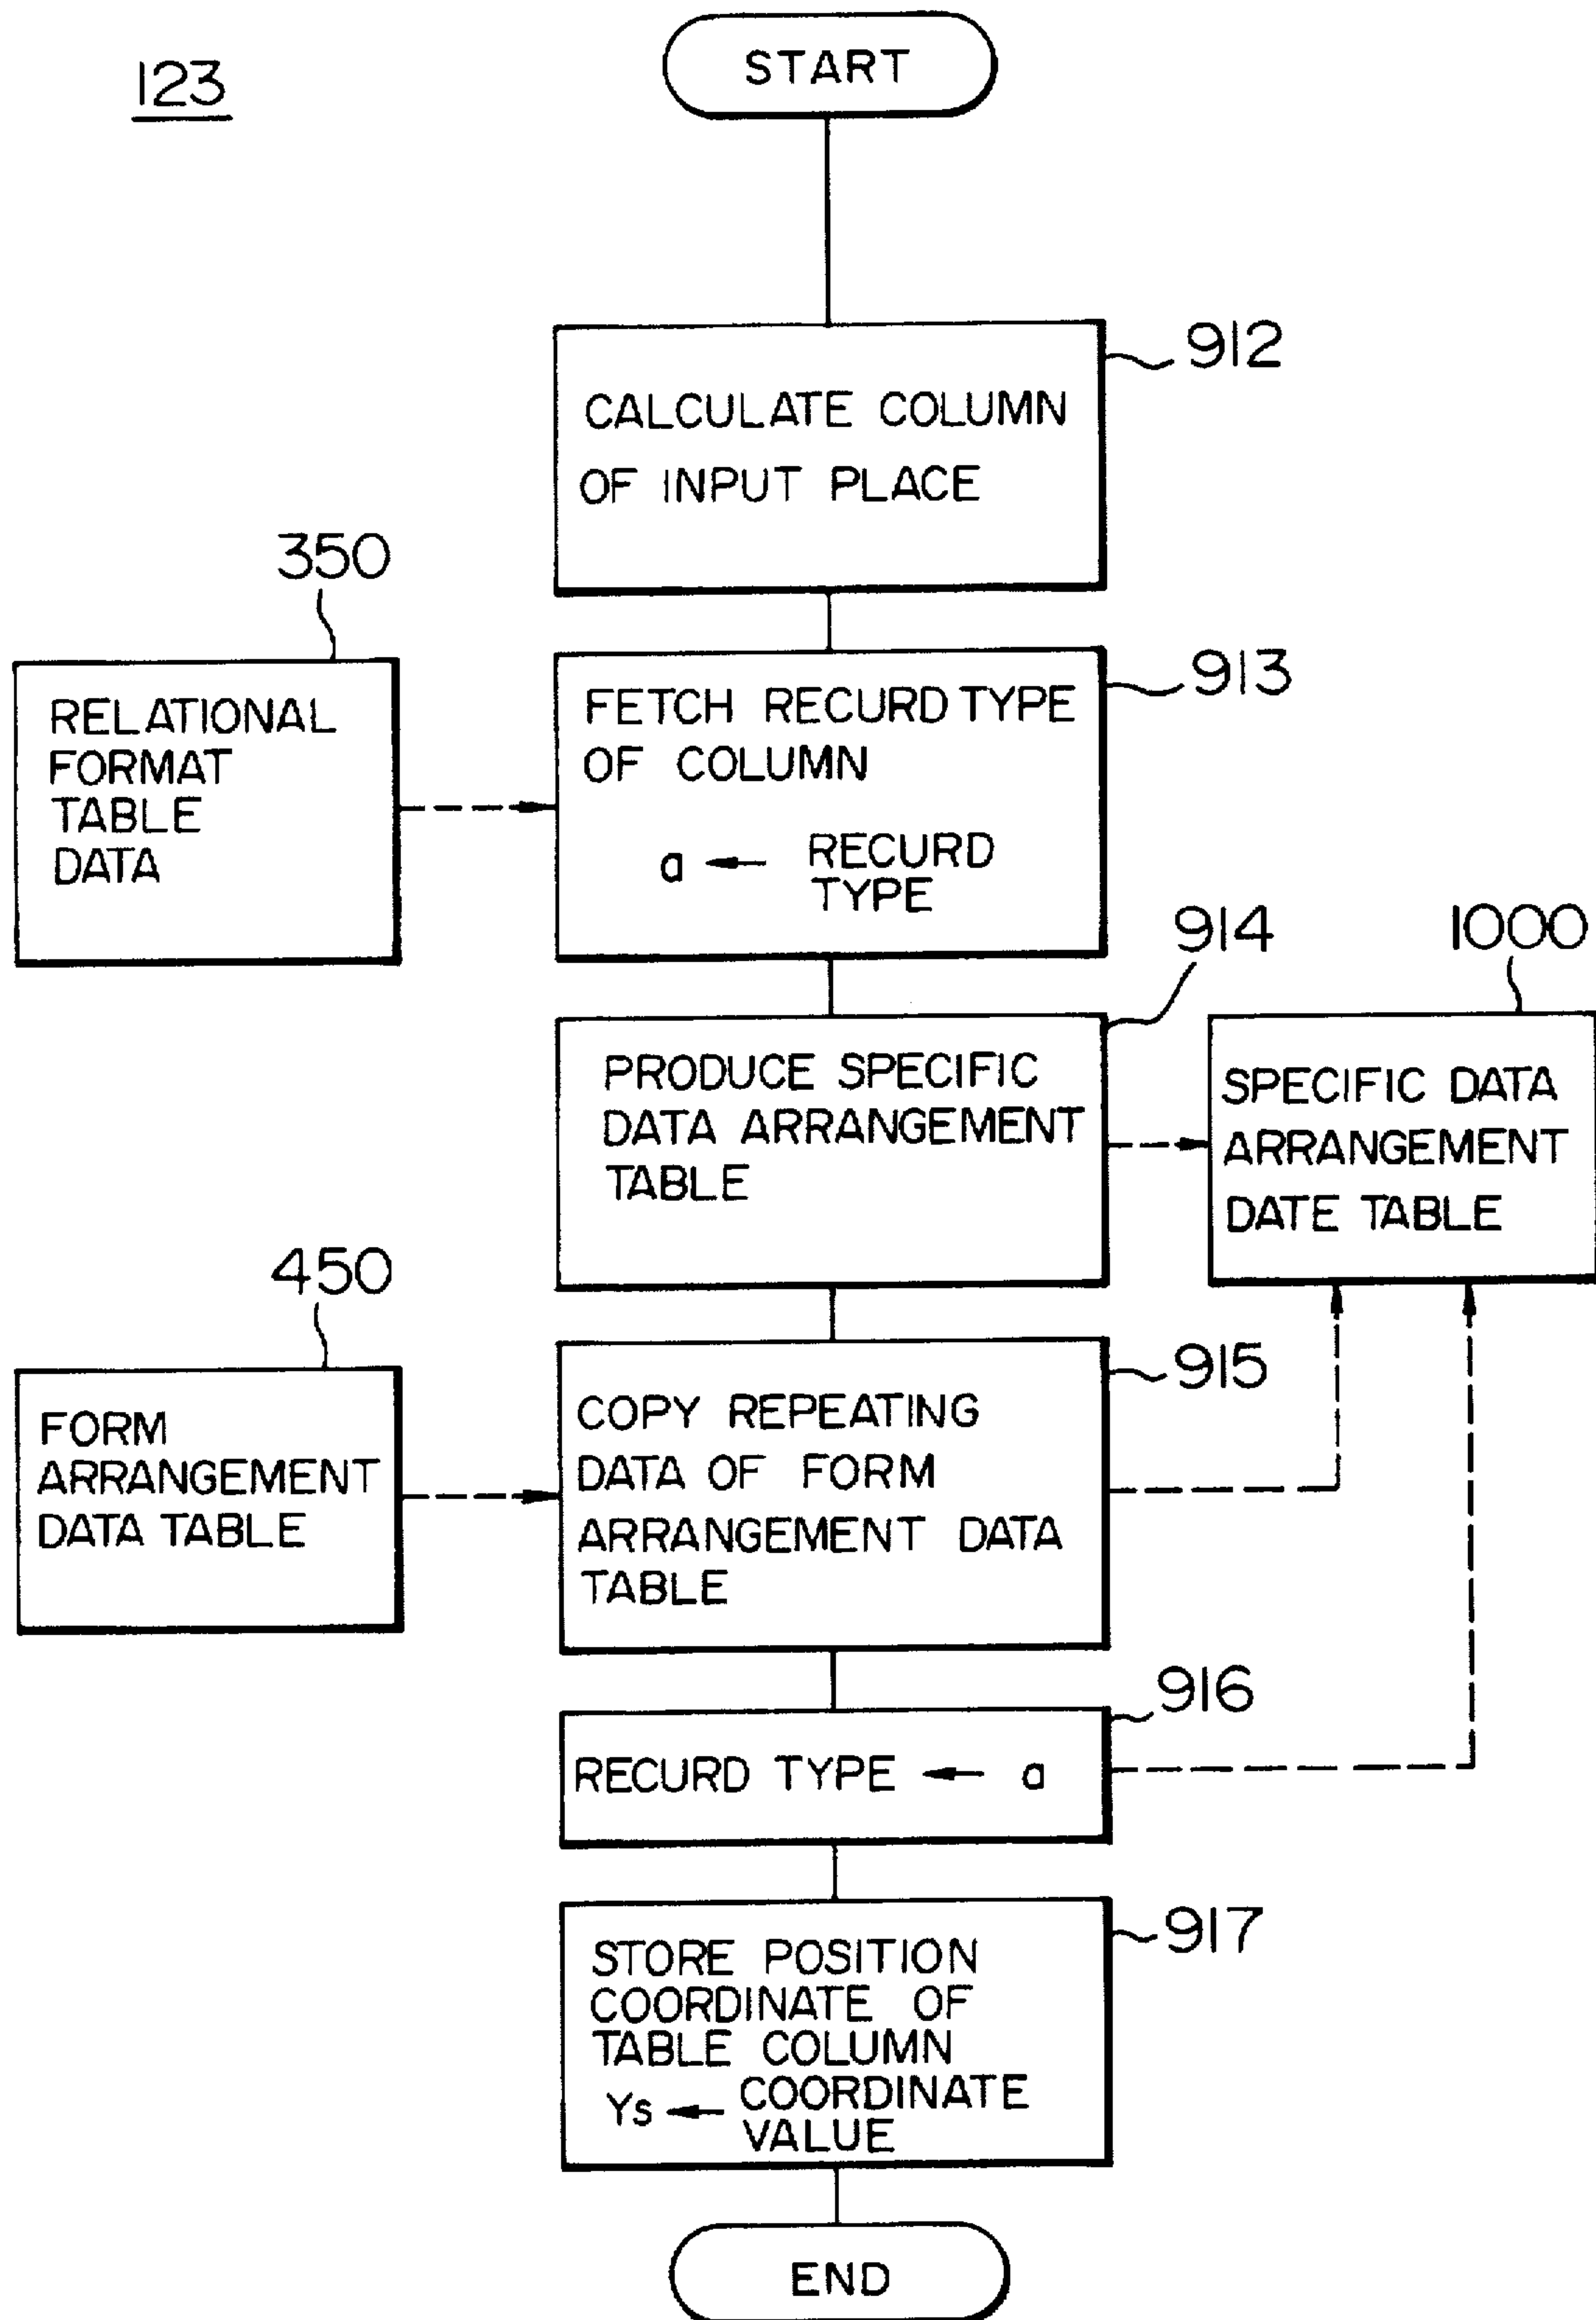 123
START
912
CALCULATE COLUMN
OF INPUT PLACE
350
RELATIONAL
FORMAT
TABLE
DATA
913
FETCH RECURD TYPE
OF COLUMN
a ← RECURD
TYPE
914
PRODUCE SPECIFIC
DATA ARRANGEMENT
TABLE
1000
SPECIFIC DATA
ARRANGEMENT
DATE TABLE
450
FORM
ARRANGEMENT
DATA TABLE
915
COPY REPEATING
DATA OF FORM
ARRANGEMENT DATA
TABLE
916
RECURD TYPE ← a
917
STORE POSITION
COORDINATE OF
TABLE COLUMN
Ys ← COORDINATE
VALUE
END